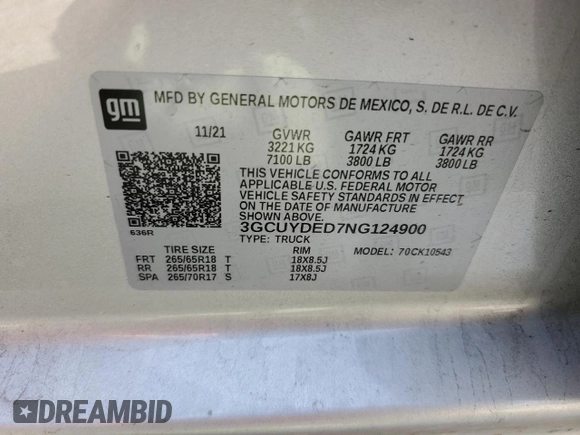 gm
MFD BY GENERAL MOTORS DE MEXICO, S. DE R.L. DE C.V.
11/21 GVWR GAWR FRT GAWR RR
3221 KG 1724 KG 1724 KG
7100 LB 3800 LB 3800 LB
THIS VEHICLE CONFORMS TO ALL
APPLICABLE U.S. FEDERAL MOTOR
VEHICLE SAFETY STANDARDS IN EFFECT
ON THE DATE OF MANUFACTURE
SHOWN ABOVE.
636R
3GCUYDED7NG124900
TYPE: TRUCK MODEL: 70CK10543
TIRE SIZE RIM
FRT 265/65R18 T 18X8.5J
RR 265/65R18 T 18X8.5J
SPA 265/70R17 S 17X8J
DREAMBID